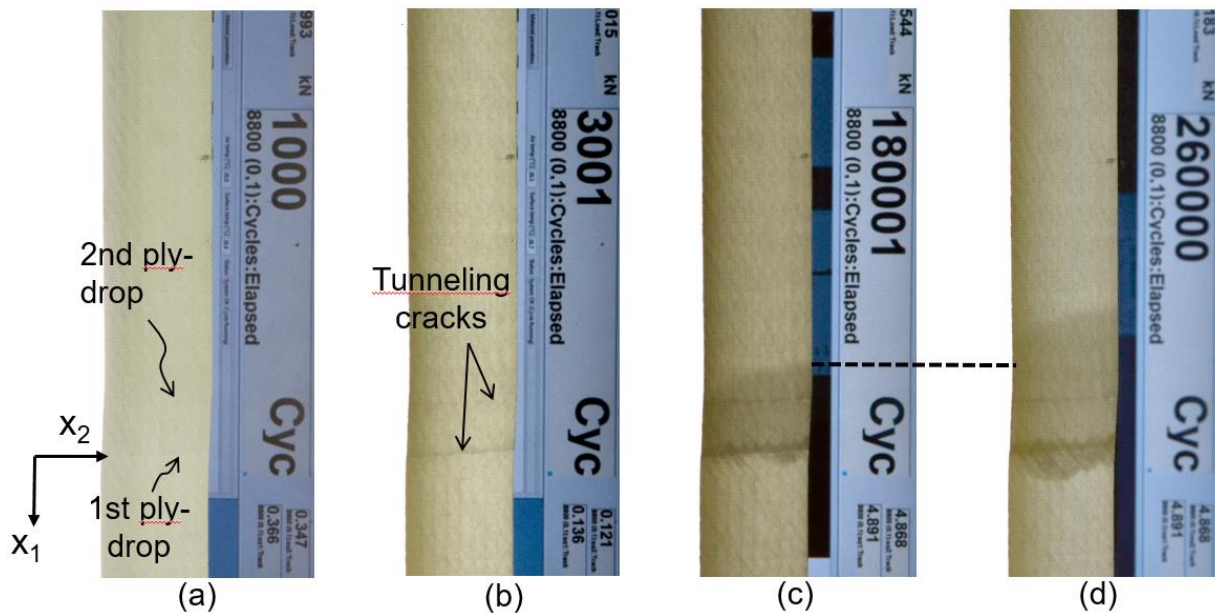 993
kN
1000
8800 (0,1):Cycles:Elapsed
Cyc
0.347
0.366
2nd ply-
drop
x₂
x₁
1st ply-
drop
(a)
015
kN
3001
8800 (0,1):Cycles:Elapsed
Cyc
0.121
0.136
Tunneling
cracks
(b)
544
kN
180001
8800 (0,1):Cycles:Elapsed
Cyc
4.868
4.891
(c)
183
kN
260000
8800 (0,1):Cycles:Elapsed
Cyc
4.868
4.891
(d)